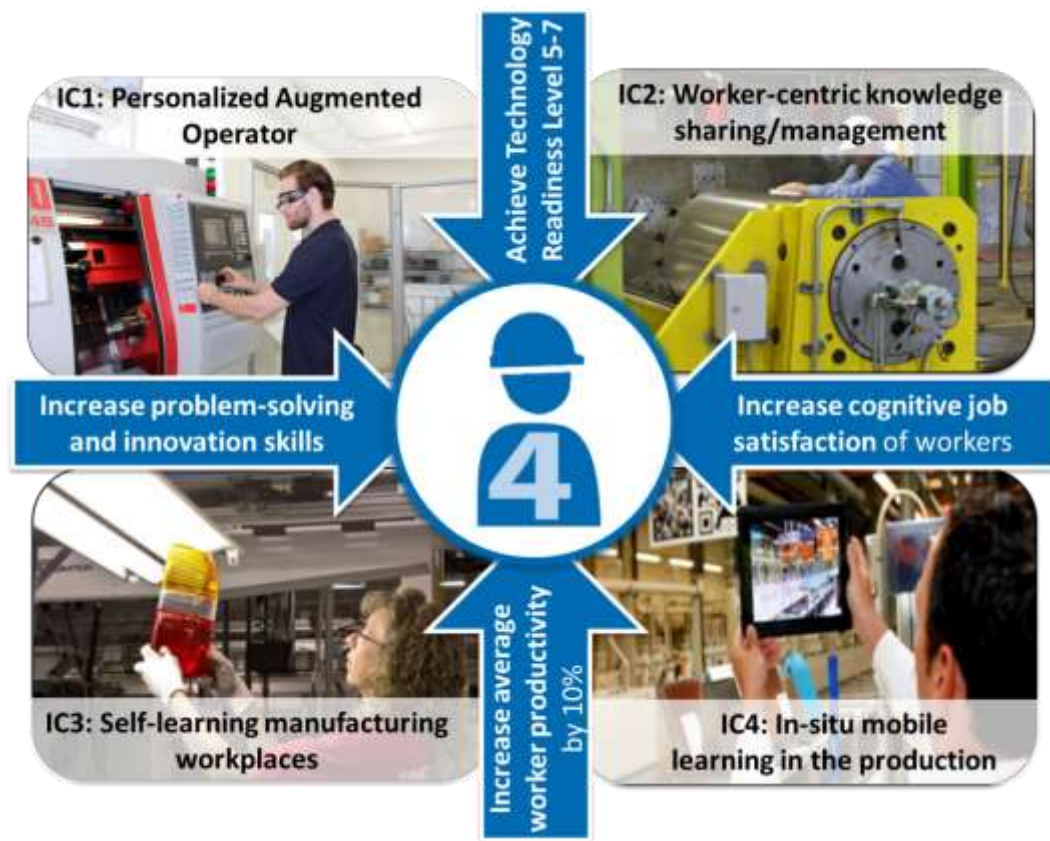 IC1: Personalized Augmented
Operator
Achieve Technology
Readiness Level 5-7
IC2: Worker-centric knowledge
sharing/management
Increase problem-solving
and innovation skills
4
Increase cognitive job
satisfaction of workers
IC3: Self-learning manufacturing
workplaces
Increase average
worker productivity
by 10%
IC4: In-situ mobile
learning in the production